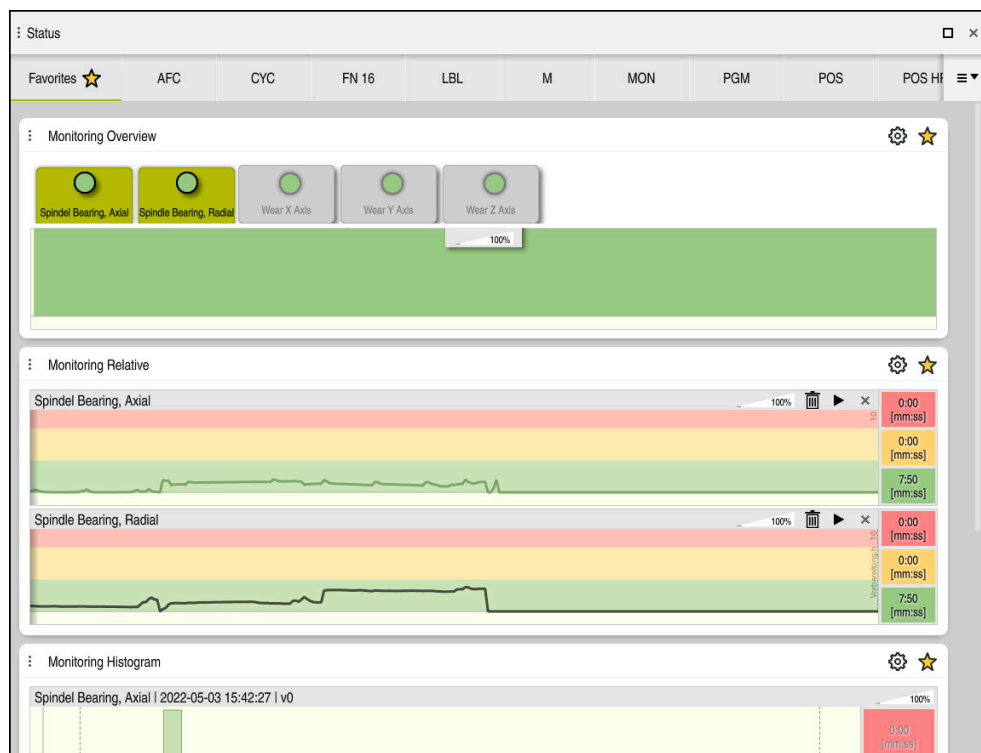 Status
Favorites AFC CYC FN 16 LBL M MON PGM POS POS HF
Monitoring Overview
Spindel Bearing, Axial Spindle Bearing, Radial Wear X Axis Wear Y Axis Wear Z Axis
100%
Monitoring Relative
Spindel Bearing, Axial 100% 0:00
10 [mm:ss]
0:00
[mm:ss]
7:50
[mm:ss]
Spindle Bearing, Radial 100% 0:00
10 [mm:ss]
Vorbereitung.h
0:00
[mm:ss]
7:50
[mm:ss]
Monitoring Histogram
Spindel Bearing, Axial | 2022-05-03 15:42:27 | v0 100%
0:00
[mm:ss]